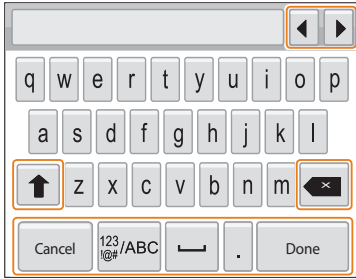 q w e r t y u i o p
a s d f g h j k l
z x c v b n m
Cancel 123 !@#/ABC . Done